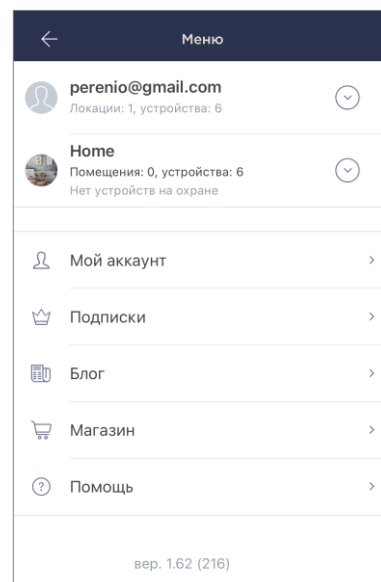 Меню
perenio@gmail.com
Локации: 1, устройства: 6
Home
Помещения: 0, устройства: 6
Нет устройств на охране
Мой аккаунт
Подписки
Блог
Магазин
Помощь
вер. 1.62 (216)